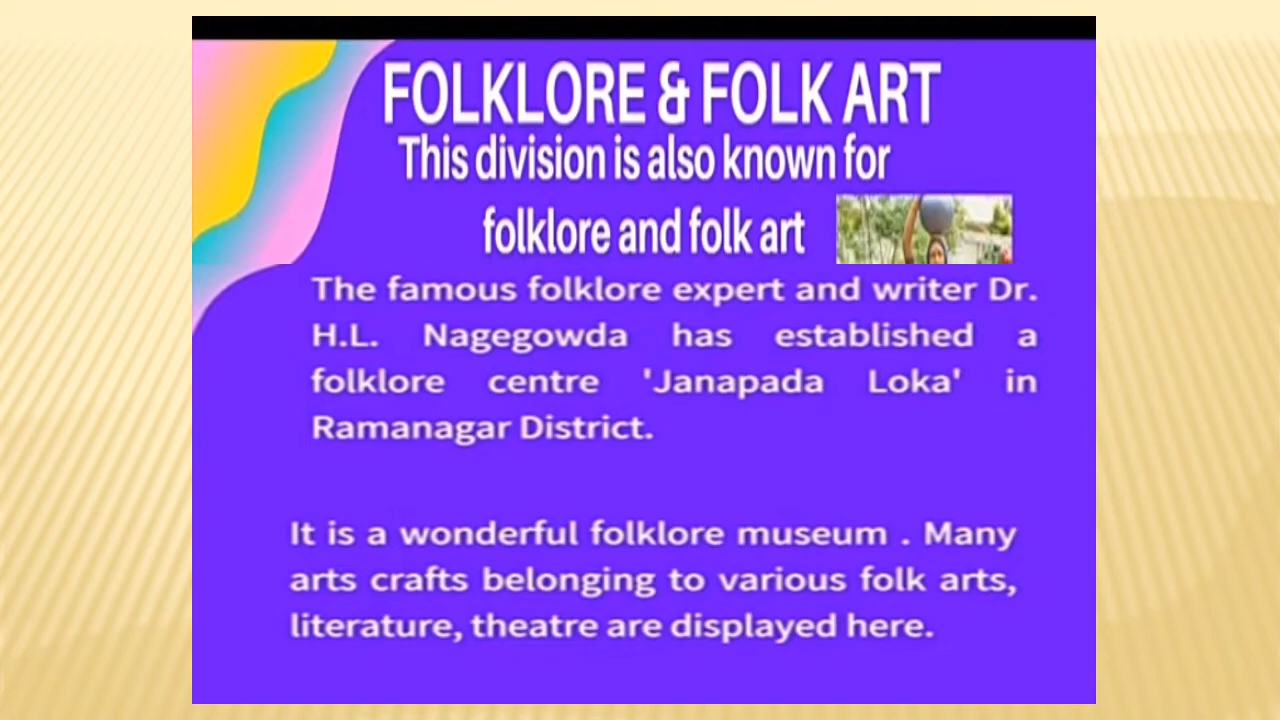 FOLKLORE & FOLK ART
This division is also known for
folklore and folk art
The famous folklore expert and writer Dr.
H.L. Nagegowda has established a
folklore centre 'Janapada Loka' in
Ramanagar District.
It is a wonderful folklore museum . Many
arts crafts belonging to various folk arts,
literature, theatre are displayed here.